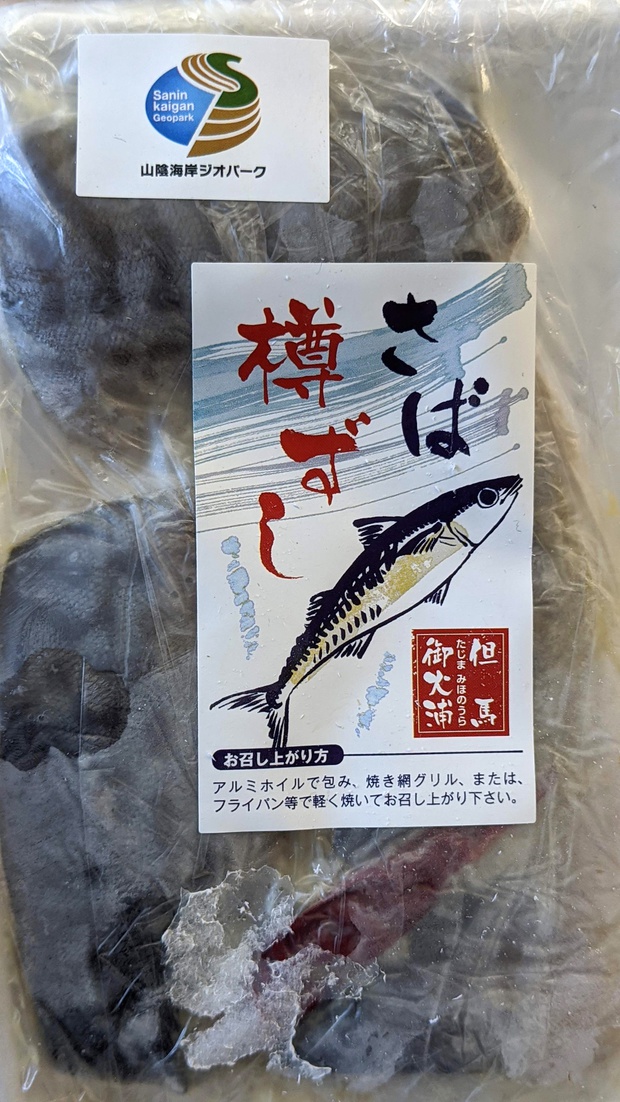 Sanin
kaigan
Geopark
山陰海岸ジオパーク
さば
樽ずし
但馬
たじま みほのうら
御火浦
お召し上がり方
アルミホイルで包み、焼き網グリル、または、
フライパン等で軽く焼いてお召し上がり下さい。